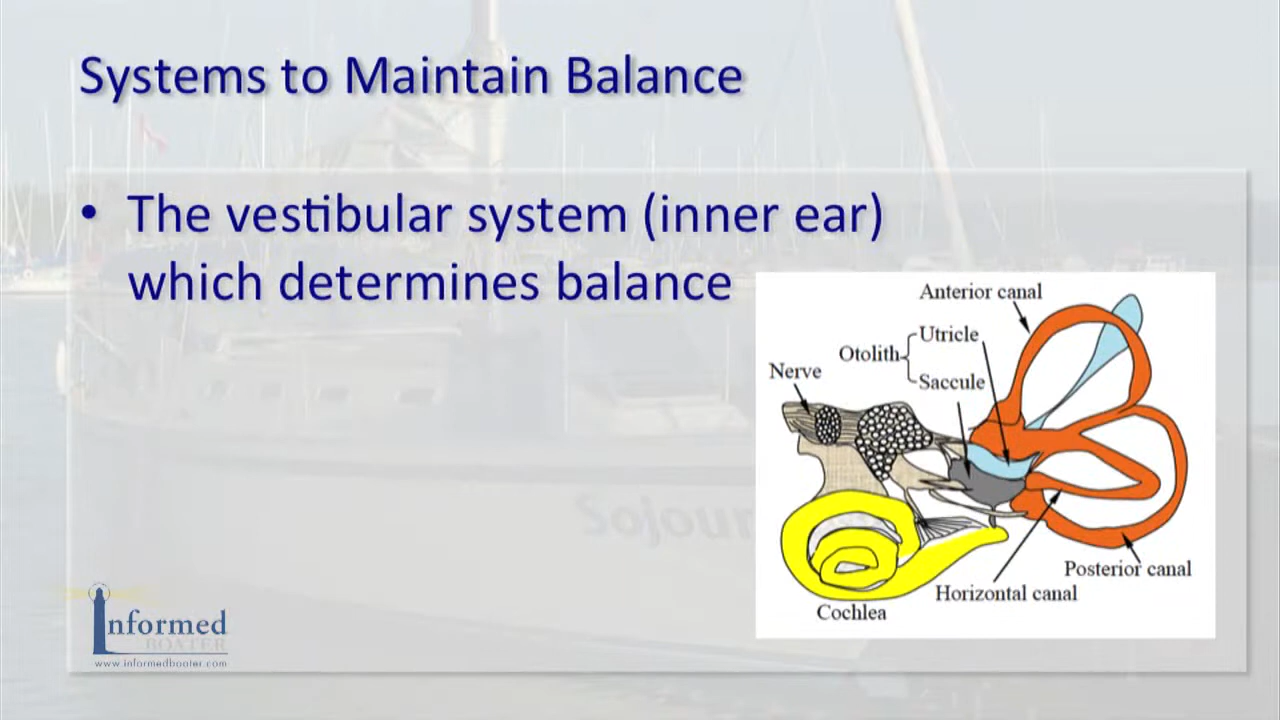 Systems to Maintain Balance
• The vestibular system (inner ear)
which determines balance
Anterior canal
Utricle
Otolith
Saccule
Nerve
Posterior canal
Horizontal canal
Cochlea
Informed
BOATER
www.informedboater.com